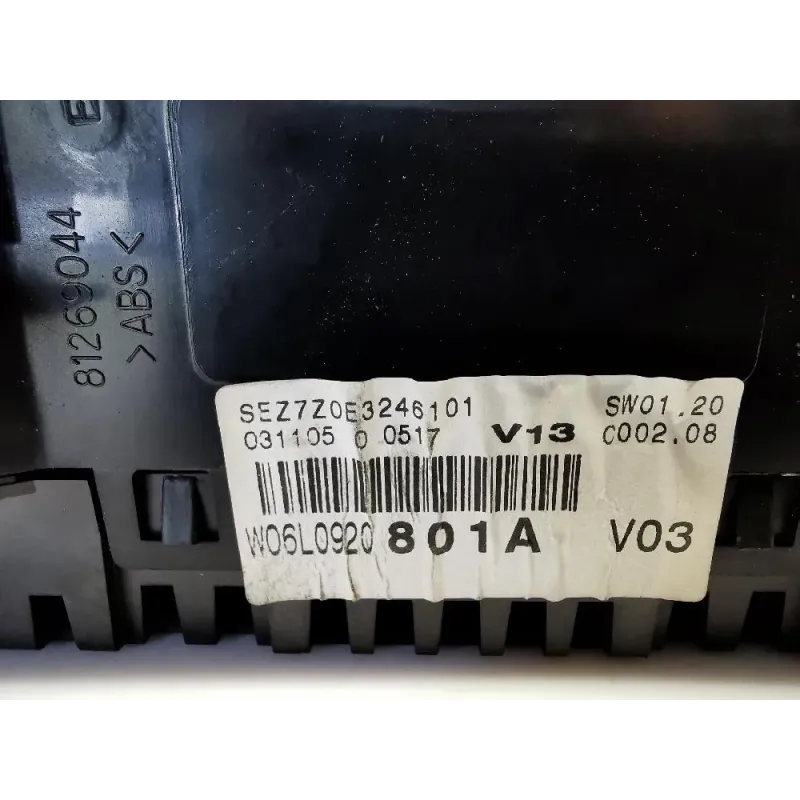 E
81269044
>ABS<
SEZ7Z0E3246101 SW01.20
031105 0 0517 V13 C002.08
W06L0920 801A V03